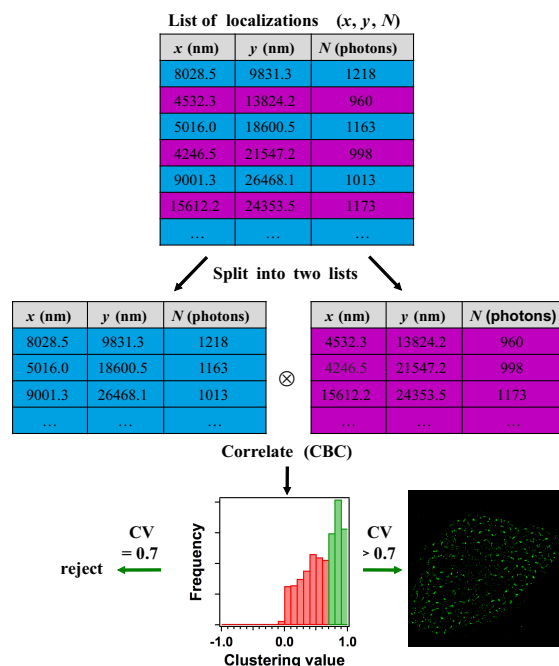 List of localizations (x, y, N)
x (nm) y (nm) N (photons)
8028.5 9831.3 1218
4532.3 13824.2 960
5016.0 18600.5 1163
4246.5 21547.2 998
9001.3 26468.1 1013
15612.2 24353.5 1173
... ... ...
Split into two lists
x (nm) y (nm) N (photons)
8028.5 9831.3 1218
5016.0 18600.5 1163
9001.3 26468.1 1013
... ... ...
⊗
x (nm) y (nm) N (photons)
4532.3 13824.2 960
4246.5 21547.2 998
15612.2 24353.5 1173
... ... ...
Correlate (CBC)
CV
= 0.7
reject
Frequency
-1.0 0.0 1.0
Clustering value
CV
> 0.7